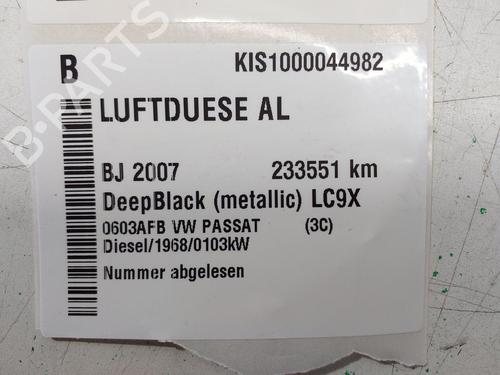 B KIS1000044982
LUFTDUESE AL
BJ 2007 233551 km
DeepBlack (metallic) LC9X
0603AFB VW PASSAT (3C)
Diesel/1968/0103kW
Nummer abgelesen
B-PARTS